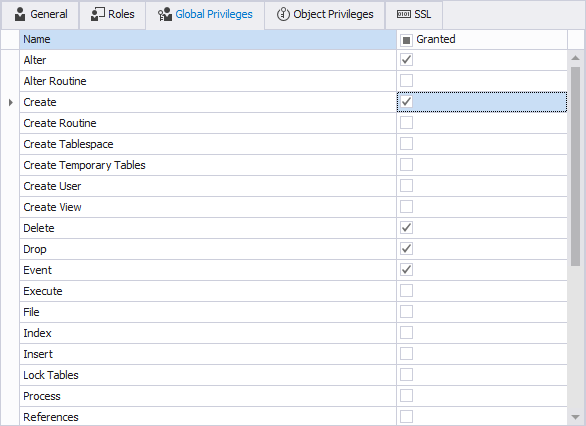 General Roles Global Privileges Object Privileges SSL
Name Granted
Alter
Alter Routine
Create
Create Routine
Create Tablespace
Create Temporary Tables
Create User
Create View
Delete
Drop
Event
Execute
File
Index
Insert
Lock Tables
Process
References